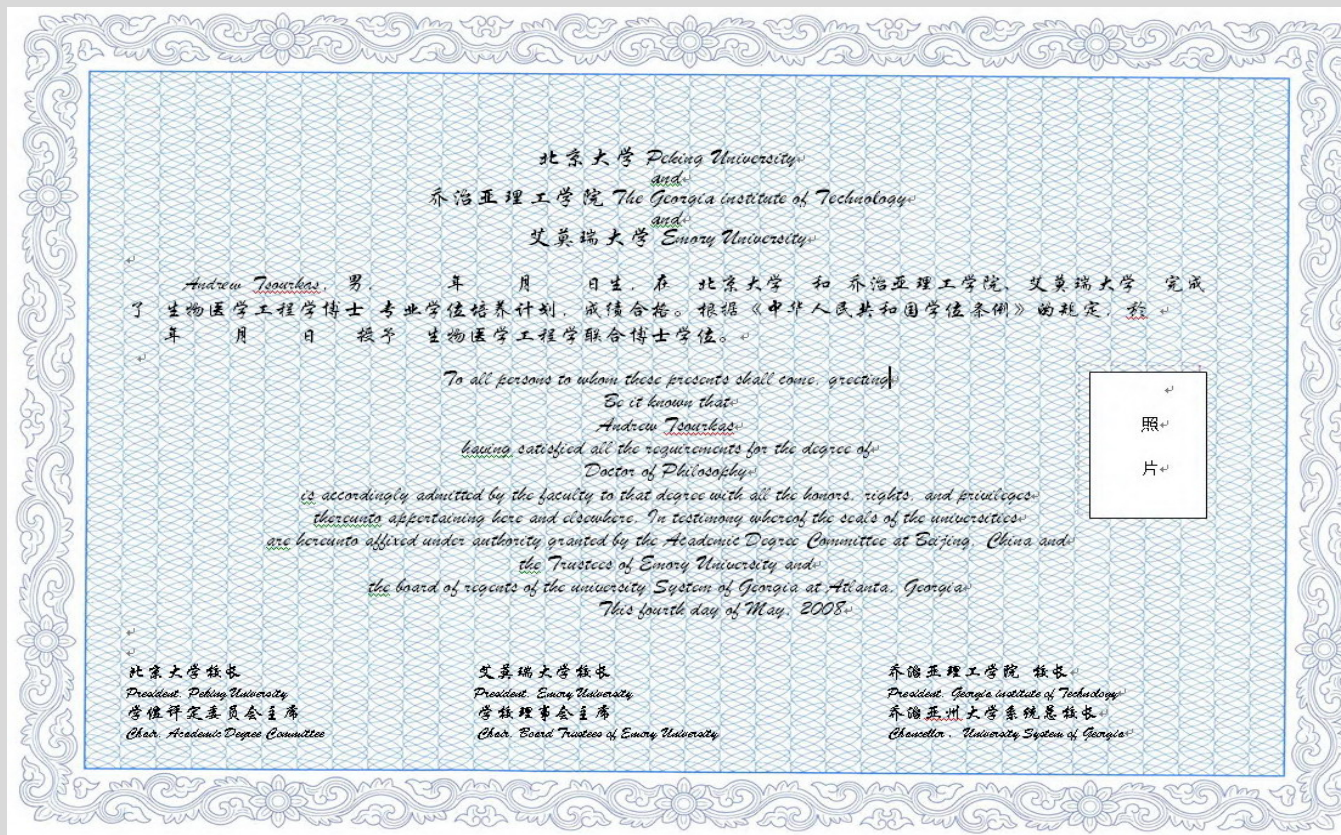 北京大学 Peking University
and
乔治亚理工学院 The Georgia institute of Technology
and
艾莫瑞大学 Emory University
Andrew Tsourkas, 男, 年 月 日生, 在 北京大学 和 乔治亚理工学院, 艾莫瑞大学 完成
了 生物医学工程学博士 专业学位培养计划, 成绩合格。根据《中华人民共和国学位条例》的规定, 於
年 月 日 授予 生物医学工程学联合博士学位。
To all persons to whom these presents shall come, greeting
Be it known that
Andrew Tsourkas
having satisfied all the requirements for the degree of
Doctor of Philosophy
is accordingly admitted by the faculty to that degree with all the honors, rights, and privileges
thereunto appertaining here and elsewhere. In testimony whereof the seals of the universities
are hereunto affixed under authority granted by the Academic Degree Committee at Beijing, China and
the Trustees of Emory University and
the board of regents of the university System of Georgia at Atlanta, Georgia
This fourth day of May, 2008
照
片
北京大学校长 艾莫瑞大学校长 乔治亚理工学院 校长
President, Peking University President, Emory University President, Georgia institute of Technology
学位评定委员会主席 学校理事会主席 乔治亚州大学系统总校长
Chair, Academic Degree Committee Chair, Board Trustees of Emory University Chancellor, University System of Georgia